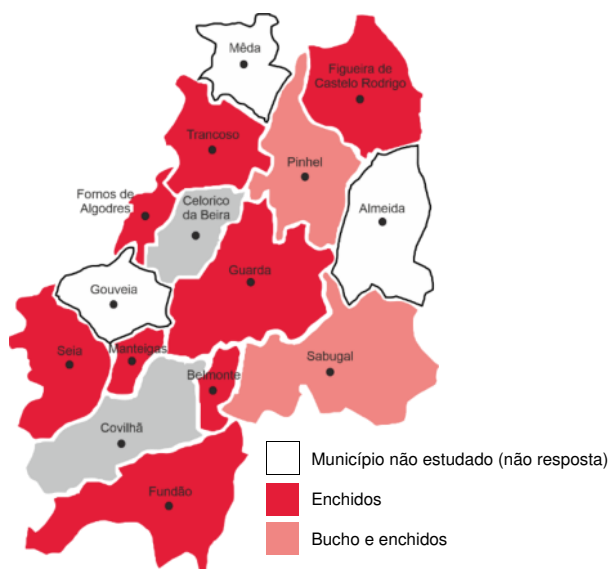 Mêda
Figueira de
Castelo Rodrigo
Trancoso
Pinhel
Fornos de
Algodres
Celorico
da Beira
Almeida
Guarda
Gouveia
Seia
Manteigas
Belmonte
Sabugal
Covilhã
Fundão
Município não estudado (não resposta)
Enchidos
Bucho e enchidos